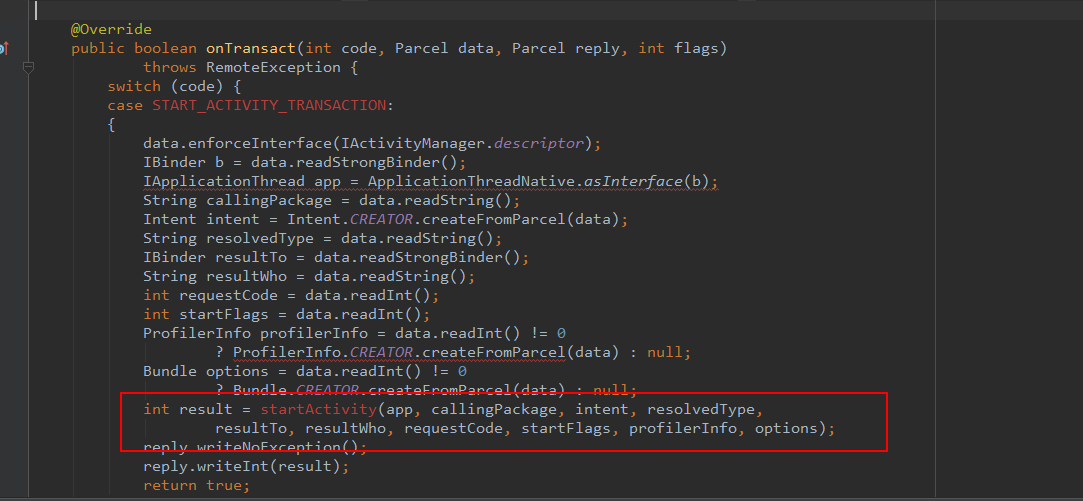 @Override
public boolean onTransact(int code, Parcel data, Parcel reply, int flags)
        throws RemoteException {
    switch (code) {
    case START_ACTIVITY_TRANSACTION:
    {
        data.enforceInterface(IActivityManager.descriptor);
        IBinder b = data.readStrongBinder();
        IApplicationThread app = ApplicationThreadNative.asInterface(b);
        String callingPackage = data.readString();
        Intent intent = Intent.CREATOR.createFromParcel(data);
        String resolvedType = data.readString();
        IBinder resultTo = data.readStrongBinder();
        String resultWho = data.readString();
        int requestCode = data.readInt();
        int startFlags = data.readInt();
        ProfilerInfo profilerInfo = data.readInt() != 0
                ? ProfilerInfo.CREATOR.createFromParcel(data) : null;
        Bundle options = data.readInt() != 0
                ? Bundle.CREATOR.createFromParcel(data) : null;
        int result = startActivity(app, callingPackage, intent, resolvedType,
                resultTo, resultWho, requestCode, startFlags, profilerInfo, options);
        reply.writeNoException();
        reply.writeInt(result);
        return true;